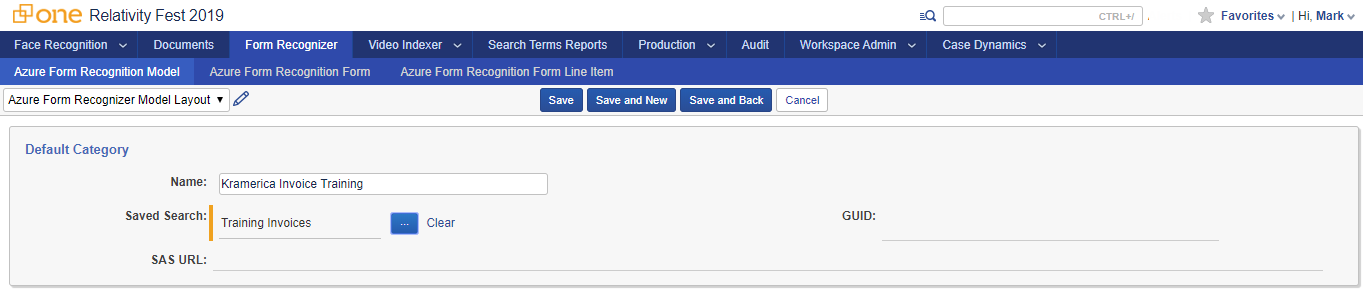 one Relativity Fest 2019 CTRL+/ Favorites | Hi, Mark
Face Recognition Documents Form Recognizer Video Indexer Search Terms Reports Production Audit Workspace Admin Case Dynamics
Azure Form Recognition Model Azure Form Recognition Form Azure Form Recognition Form Line Item
Azure Form Recognizer Model Layout Save Save and New Save and Back Cancel
Default Category
Name: Kramerica Invoice Training
Saved Search: Training Invoices ... Clear GUID:
SAS URL: